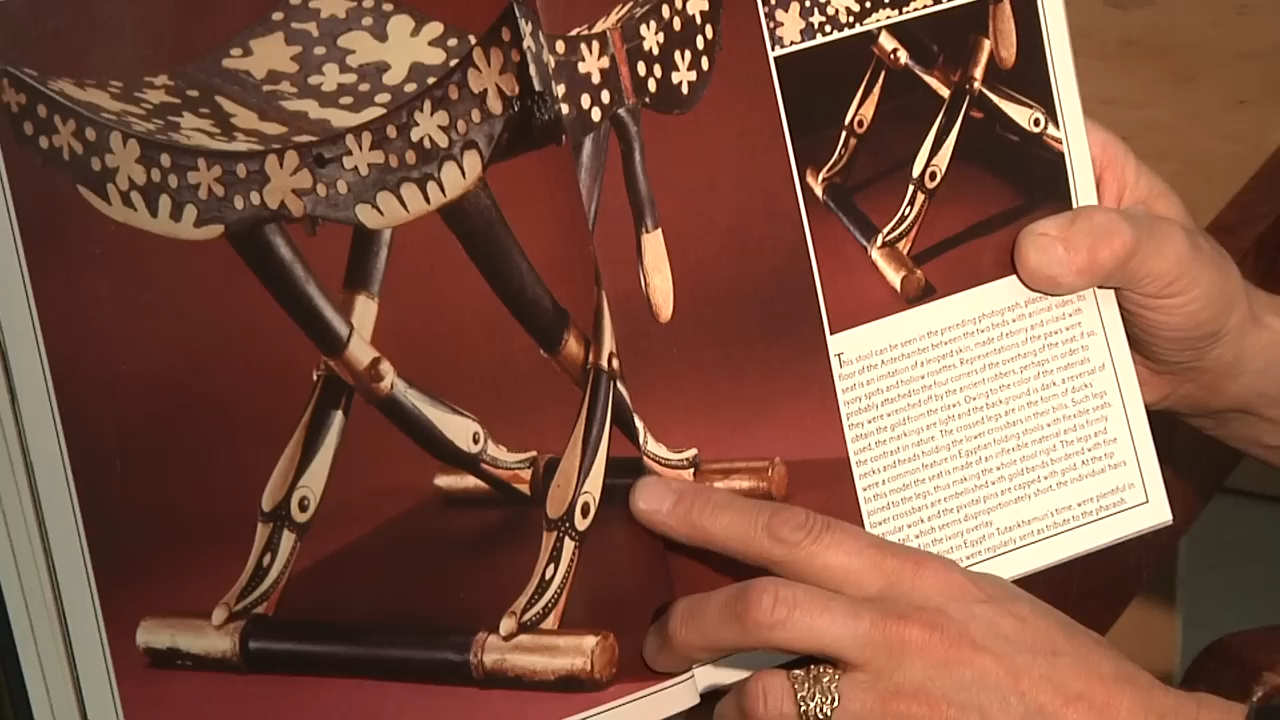 This stool can be seen in the preceding photograph, placed
floor of the Antechamber between the two beds with animal sides. Its
seat is an imitation of a leopard skin, made of ebony and inlaid with
ivory spots and hollow rosettes. Representations of the paws were
probably attached to the four corners of the overhang of the seat; if so,
they were wrenched off by the ancient robbers, perhaps in order to
obtain the gold from the claws. Owing to the color of the materials
used, the markings are light and the background is dark, a reversal of
the contrast in nature. The crossed legs are in the form of ducks'
necks and heads holding the lower crossbars in their bills. Such legs
were a common feature in Egyptian folding stools with flexible seats.
In this model the seat is made of an inflexible material and is firmly
joined to the legs, thus making the whole stool rigid. The legs and
lower crossbars are embellished with gold bands bordered with fine
anular work and the pivotal pins are capped with gold. At the tip
tail, which seems disproportionately short, the individual hairs
d in the ivory overlay.
tinct in Egypt in Tutankhamun's time, were plentiful in
os were regularly sent as tribute to the pharaoh.